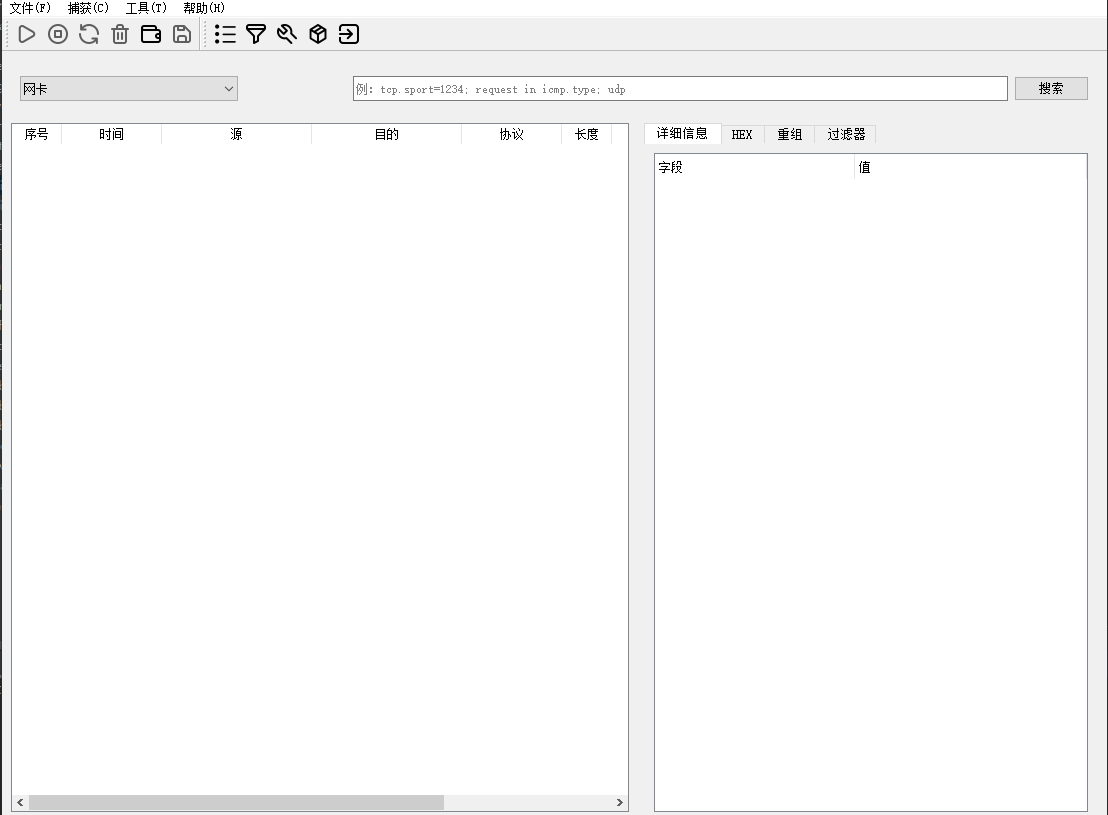 文件(F) 捕获(C) 工具(T) 帮助(H)
网卡 例：tcp.sport=1234; request in icmp.type; udp 搜索
序号 时间 源 目的 协议 长度 详细信息 HEX 重组 过滤器
字段 值